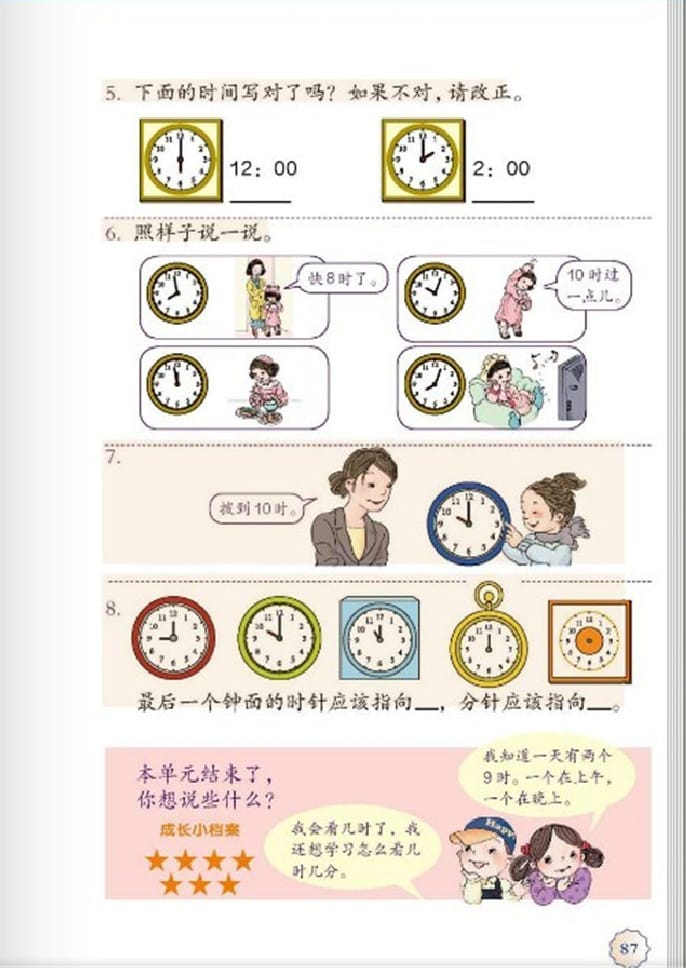 5. 下面的时间写对了吗？如果不对，请改正。
12：00
2：00
6. 照样子说一说。
快8时了。
10时过
一点儿。
7.
拨到10时。
8.
最后一个钟面的时针应该指向__，分针应该指向__。
本单元结束了，
你想说些什么？
成长小档案
我会看几时了，我
还想学习怎么看几
时几分。
我知道一天有两个
9时。一个在上午，
一个在晚上。
Happy
87